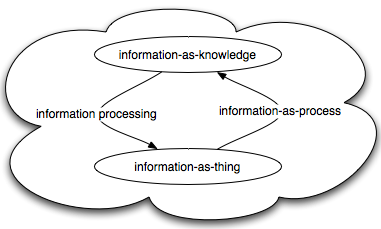 information-as-knowledge
information processing
information-as-process
information-as-thing